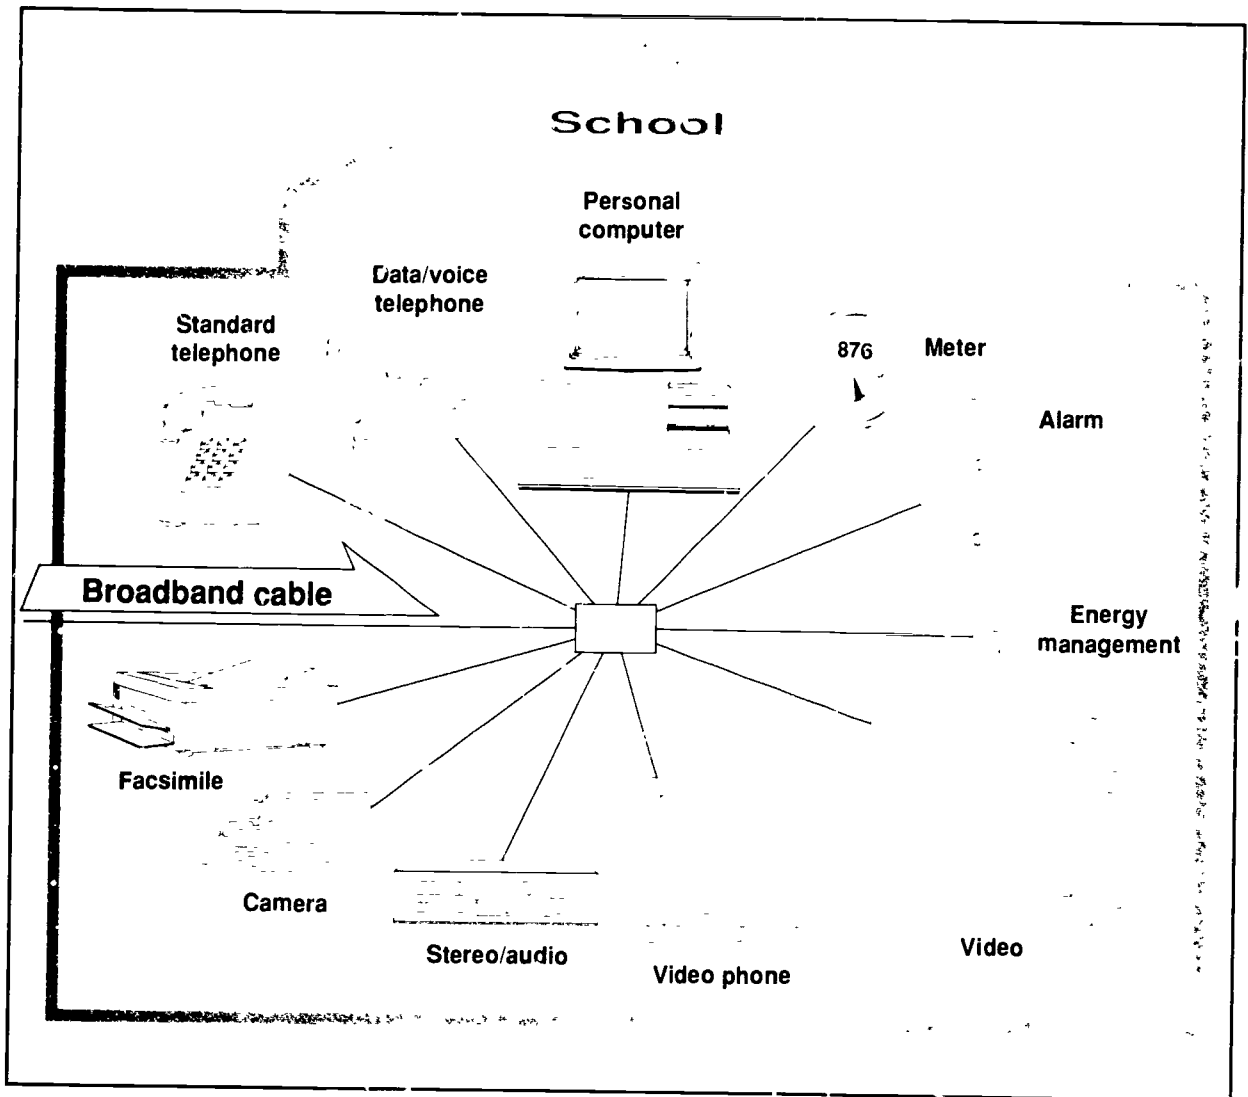 School
Personal
computer
Data/voice
telephone
Standard
telephone
876
Meter
Alarm
Broadband cable
Energy
management
Facsimile
Camera
Stereo/audio
Video phone
Video